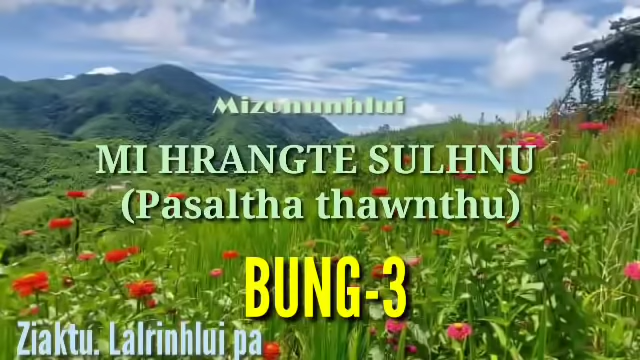 Mizonunhlui
MI HRANGTE SULHNU
(Pasaltha thawnthu)
BUNG-3
Ziaktu. Lalrinhlui pa